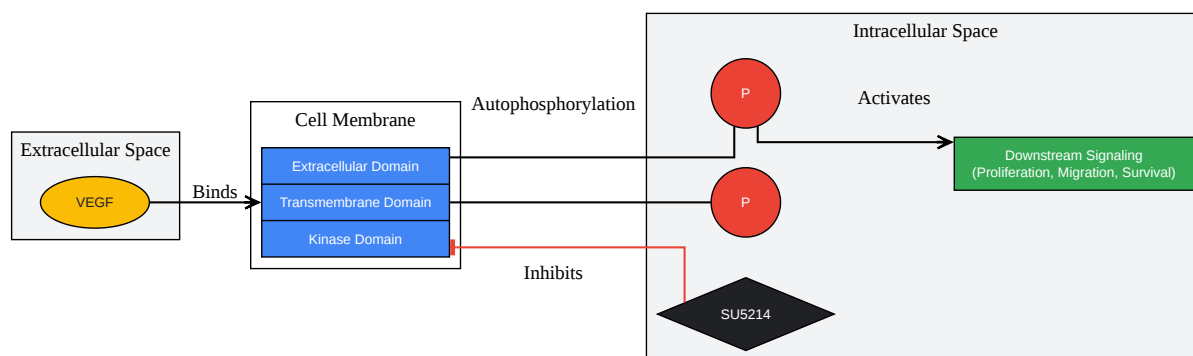 Intracellular Space
P
Activates
Autophosphorylation
Cell Membrane
Extracellular Space
Extracellular Domain
Downstream Signaling
(Proliferation, Migration, Survival)
VEGF
Binds
Transmembrane Domain
P
Kinase Domain
Inhibits
SU5214